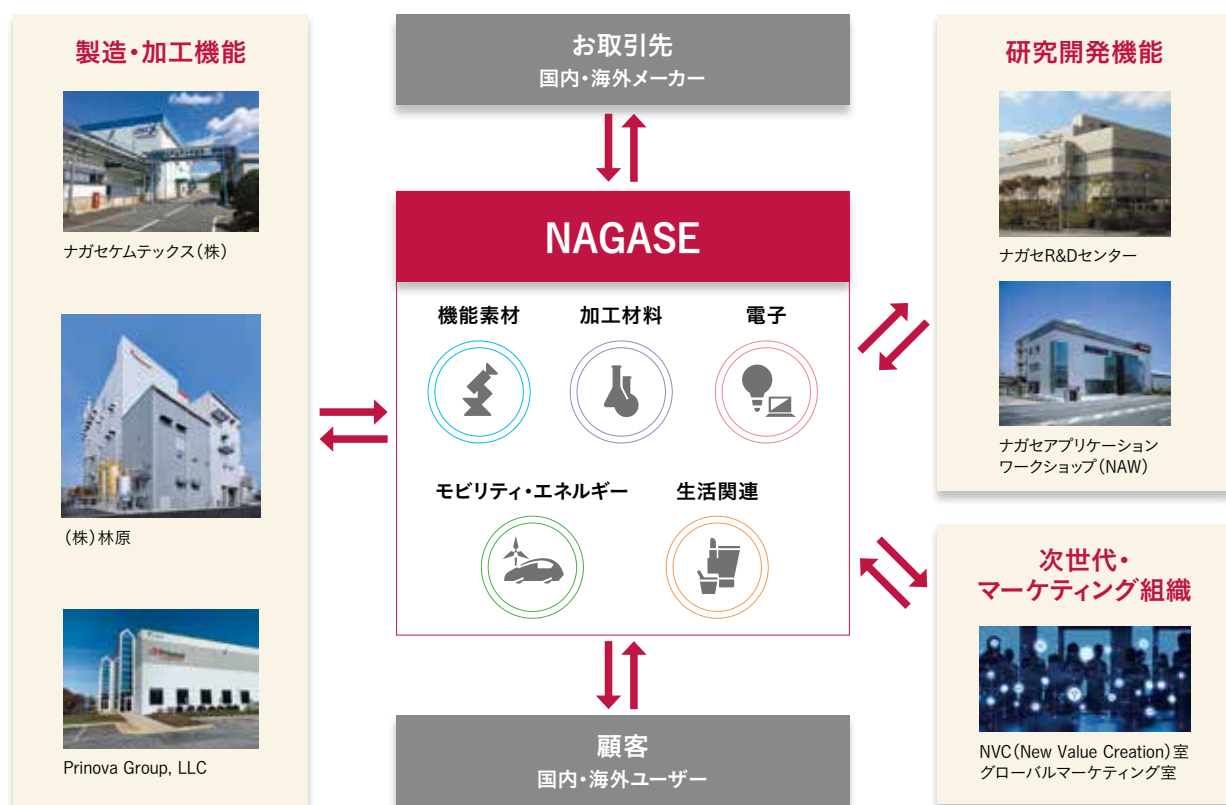 製造・加工機能
ナガセケムテックス(株)
(株)林原
Prinova Group, LLC
お取引先
国内・海外メーカー
NAGASE
機能素材
加工材料
電子
モビリティ・エネルギー
生活関連
顧客
国内・海外ユーザー
研究開発機能
ナガセR&Dセンター
ナガセアプリケーション
ワークショップ(NAW)
次世代・
マーケティング組織
NVC(New Value Creation)室
グローバルマーケティング室